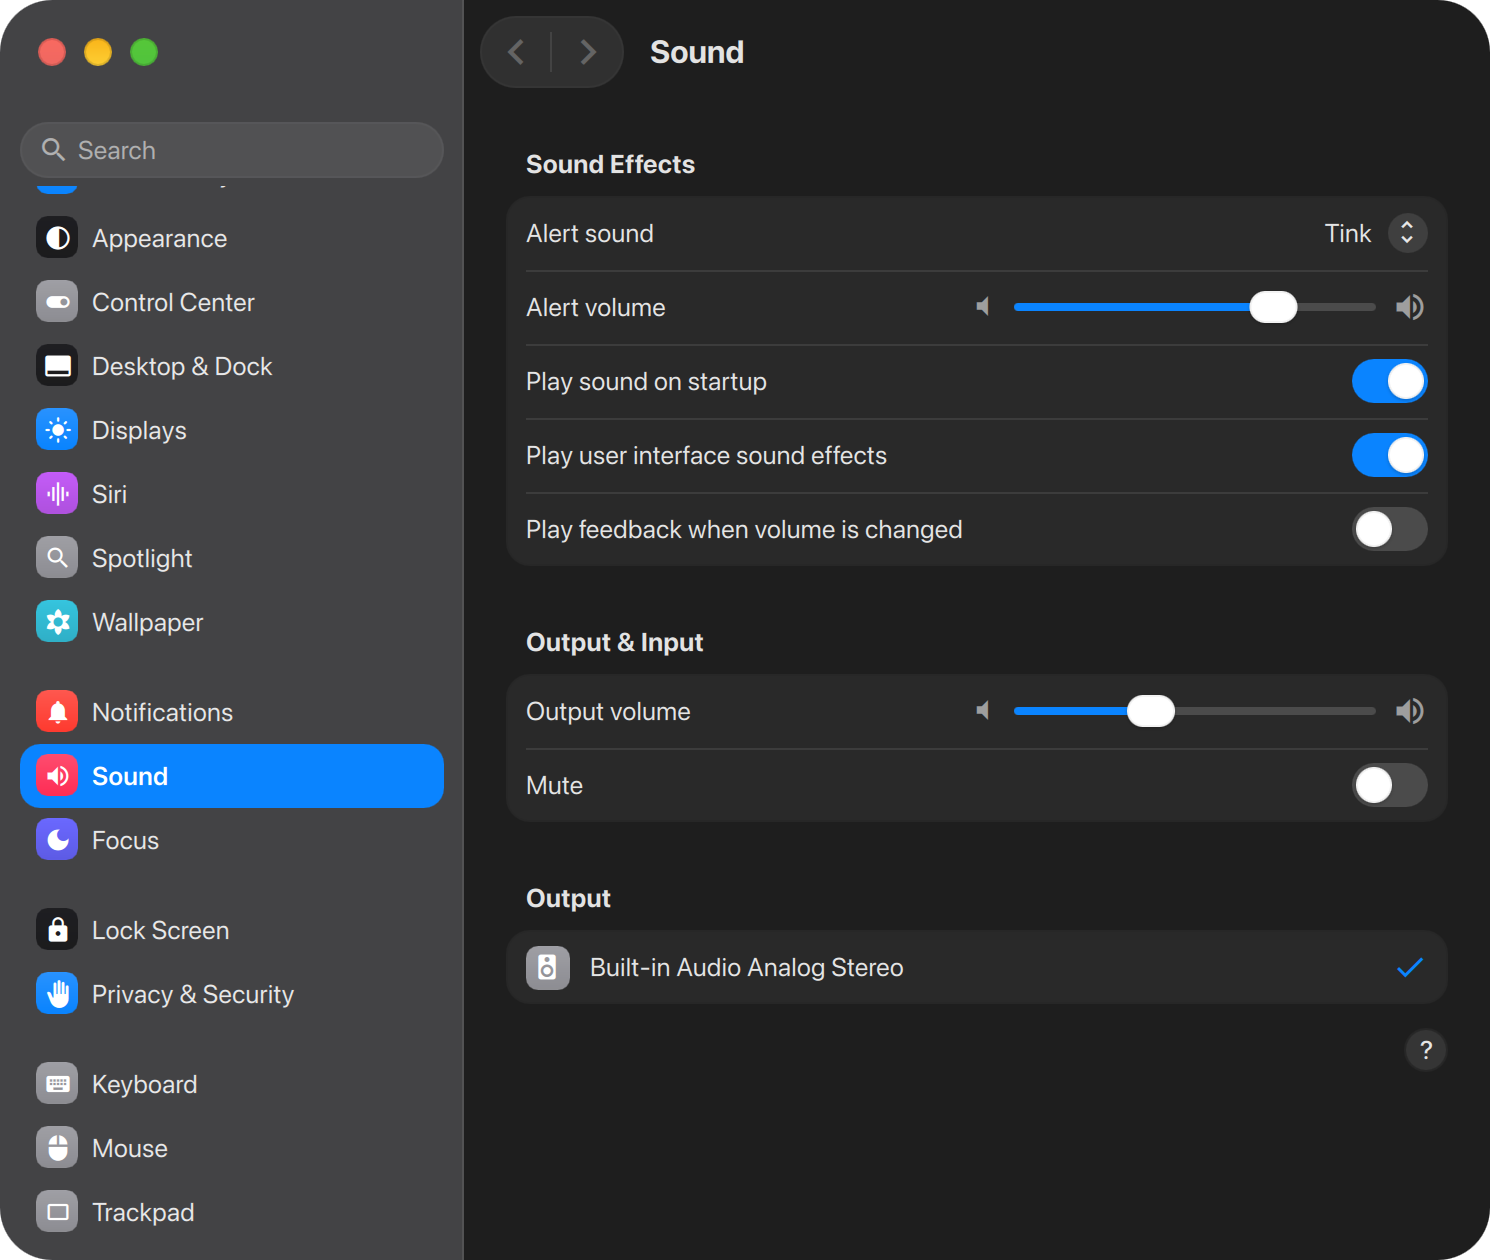 Sound
Search
Appearance
Control Center
Desktop & Dock
Displays
Siri
Spotlight
Wallpaper
Notifications
Sound
Focus
Lock Screen
Privacy & Security
Keyboard
Mouse
Trackpad
Sound Effects
Alert sound Tink
Alert volume
Play sound on startup
Play user interface sound effects
Play feedback when volume is changed
Output & Input
Output volume
Mute
Output
Built-in Audio Analog Stereo
?